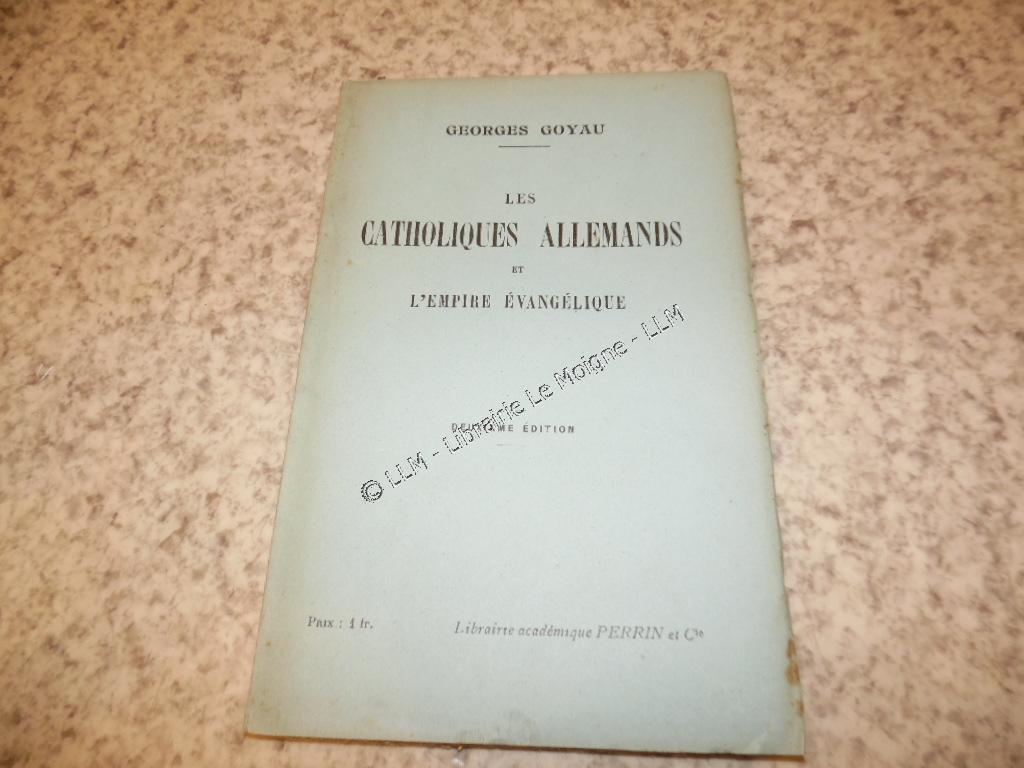 GEORGES GOYAU
LES
CATHOLIQUES ALLEMANDS
ET
L'EMPIRE ÉVANGÉLIQUE
DEUXIÈME ÉDITION
© LLM - Librairie Le Moigne - LLM
PRIX : 1 fr.
Librairie académique PERRIN et Cie